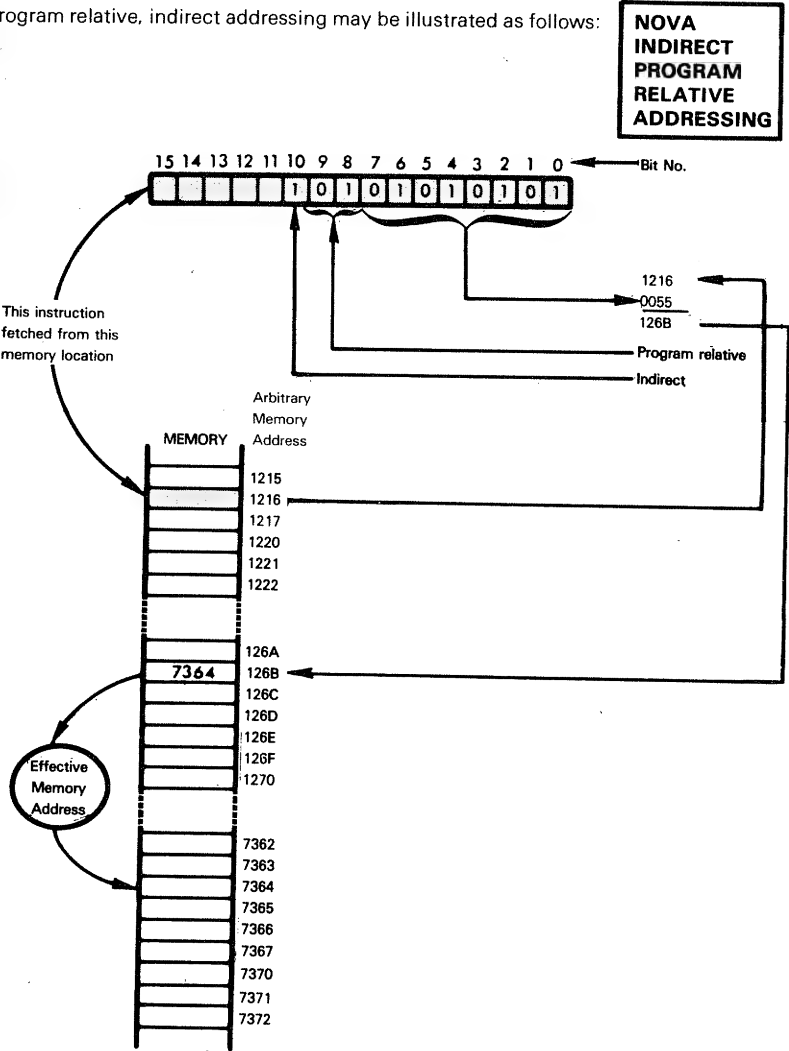 rogram relative, indirect addressing may be illustrated as follows:
NOVA
INDIRECT
PROGRAM
RELATIVE
ADDRESSING
15 14 13 12 11 10 9 8 7 6 5 4 3 2 1 0
Bit No.
1 0 1 0 1 0 1 0 1 0 1
1216
0055
126B
Program relative
Indirect
This instruction
fetched from this
memory location
Arbitrary
Memory
Address
MEMORY
1215
1216
1217
1220
1221
1222
126A
7364 126B
126C
126D
126E
126F
1270
Effective
Memory
Address
7362
7363
7364
7365
7366
7367
7370
7371
7372